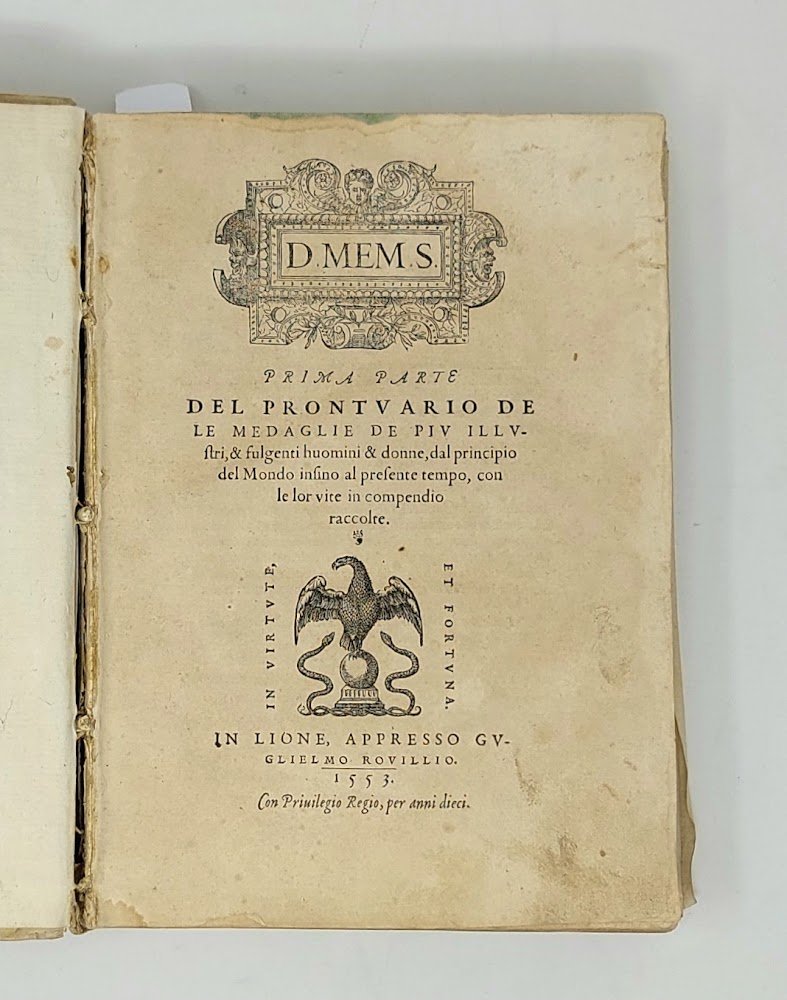 D.MEM.S.
PRIMA PARTE
DEL PRONTVARIO DE
LE MEDAGLIE DE PIV ILLV-
ſtri, & fulgenti huomini & donne, dal principio
del Mondo inſino al preſente tempo, con
le lor vite in compendio
raccolte.
IN VIRTVTE,
ET FORTVNA.
IN LIONE, APPRESSO GV-
GLIELMO ROVILLIO.
1553.
Con Priuilegio Regio, per anni dieci.